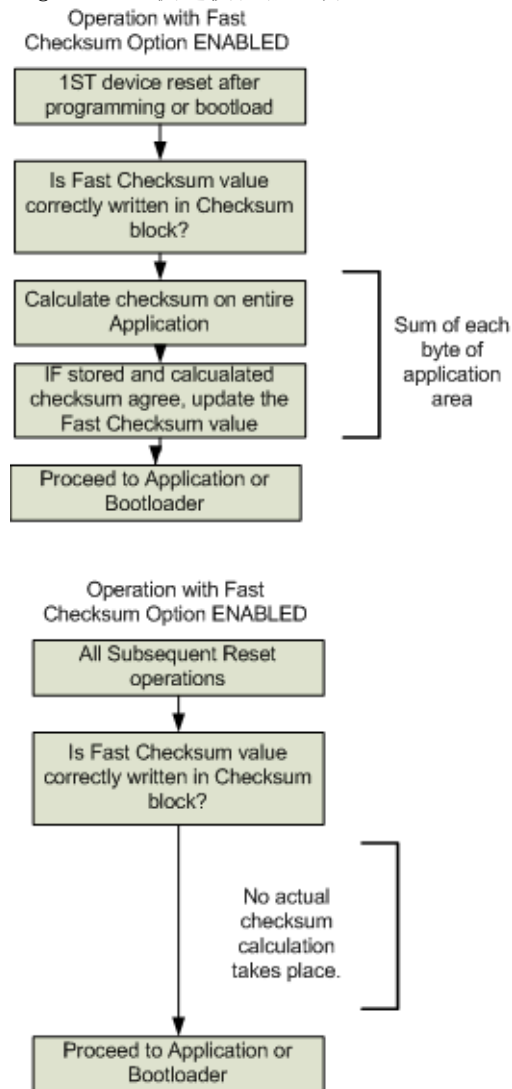 Operation with Fast
Checksum Option ENABLED
1ST device reset after
programming or bootload
Is Fast Checksum value
correctly written in Checksum
block?
Calculate checksum on entire
Application
IF stored and calcualated
checksum agree, update the
Fast Checksum value
Proceed to Application or
Bootloader
Sum of each
byte of
application
area
Operation with Fast
Checksum Option ENABLED
All Subsequent Reset
operations
Is Fast Checksum value
correctly written in Checksum
block?
No actual
checksum
calculation
takes place.
Proceed to Application or
Bootloader